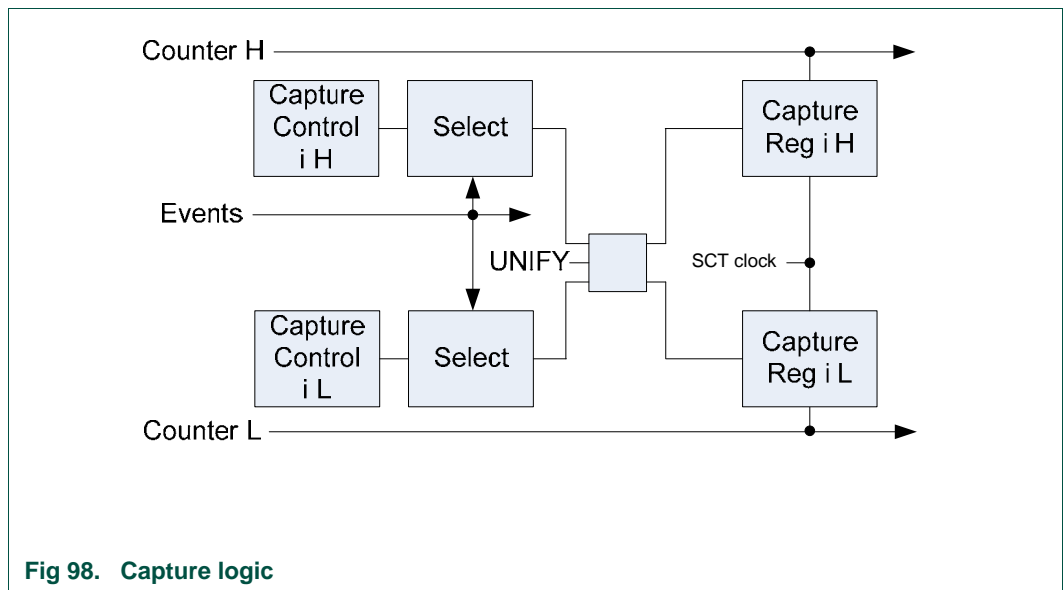 Counter H
Capture
Control
i H
Select
Capture
Reg i H
Events
UNIFY
SCT clock
Capture
Control
i L
Select
Capture
Reg i L
Counter L
Fig 98. Capture logic